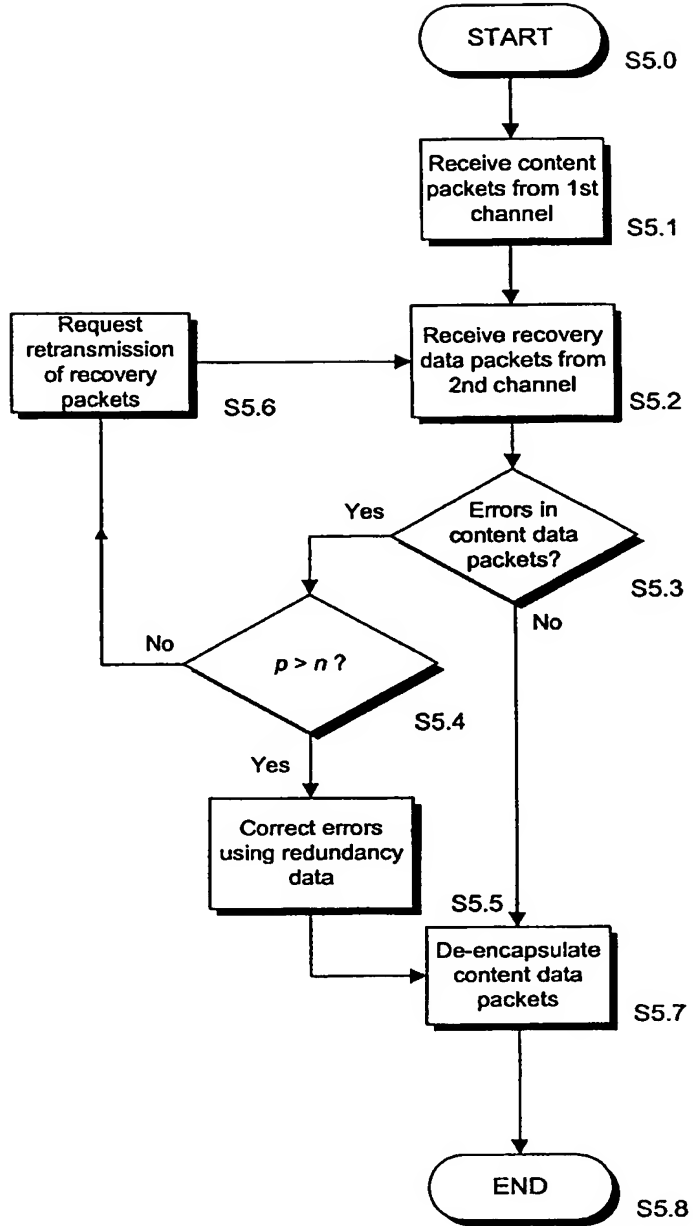 START
S5.0
Receive content
packets from 1st
channel
S5.1
Request
retransmission
of recovery
packets
S5.6
Receive recovery
data packets from
2nd channel
S5.2
Yes
Errors in
content data
packets?
S5.3
No
No
p > n ?
S5.4
Yes
Correct errors
using redundancy
data
S5.5
De-encapsulate
content data
packets
S5.7
END
S5.8